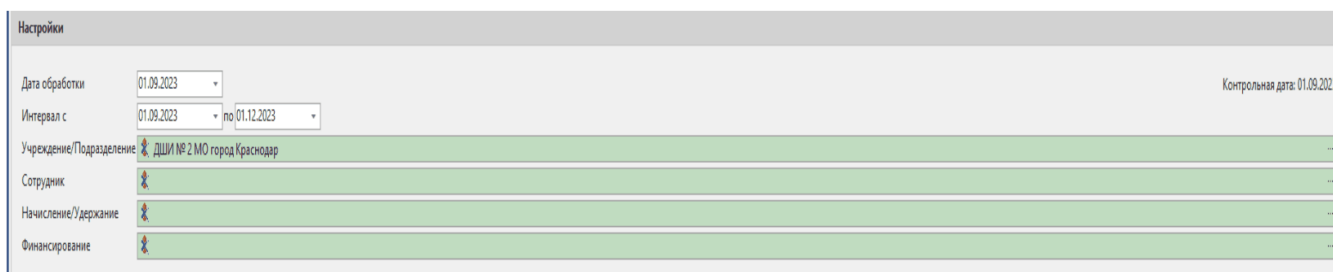 Настройки
Дата обработки 01.09.2023 Контрольная дата: 01.09.202
Интервал с 01.09.2023 по 01.12.2023
Учреждение/Подразделение ДШИ № 2 МО город Краснодар
Сотрудник
Начисление/Удержание
Финансирование